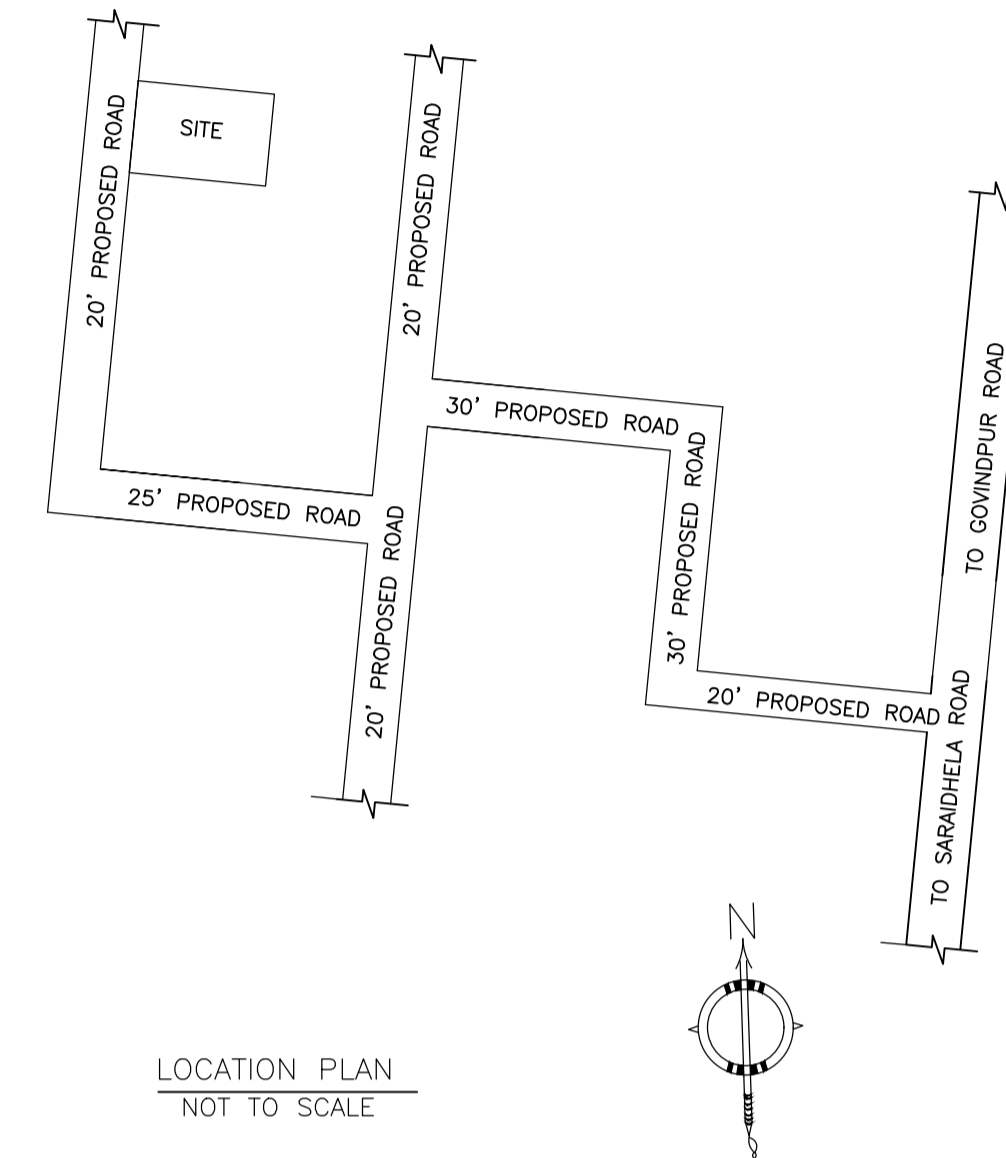 20' PROPOSED ROAD
SITE
20' PROPOSED ROAD
30' PROPOSED ROAD
TO GOVINDPUR ROAD
25' PROPOSED ROAD
30' PROPOSED ROAD
20' PROPOSED ROAD
20' PROPOSED ROAD
TO SARAIDHELA ROAD
N
LOCATION PLAN
NOT TO SCALE